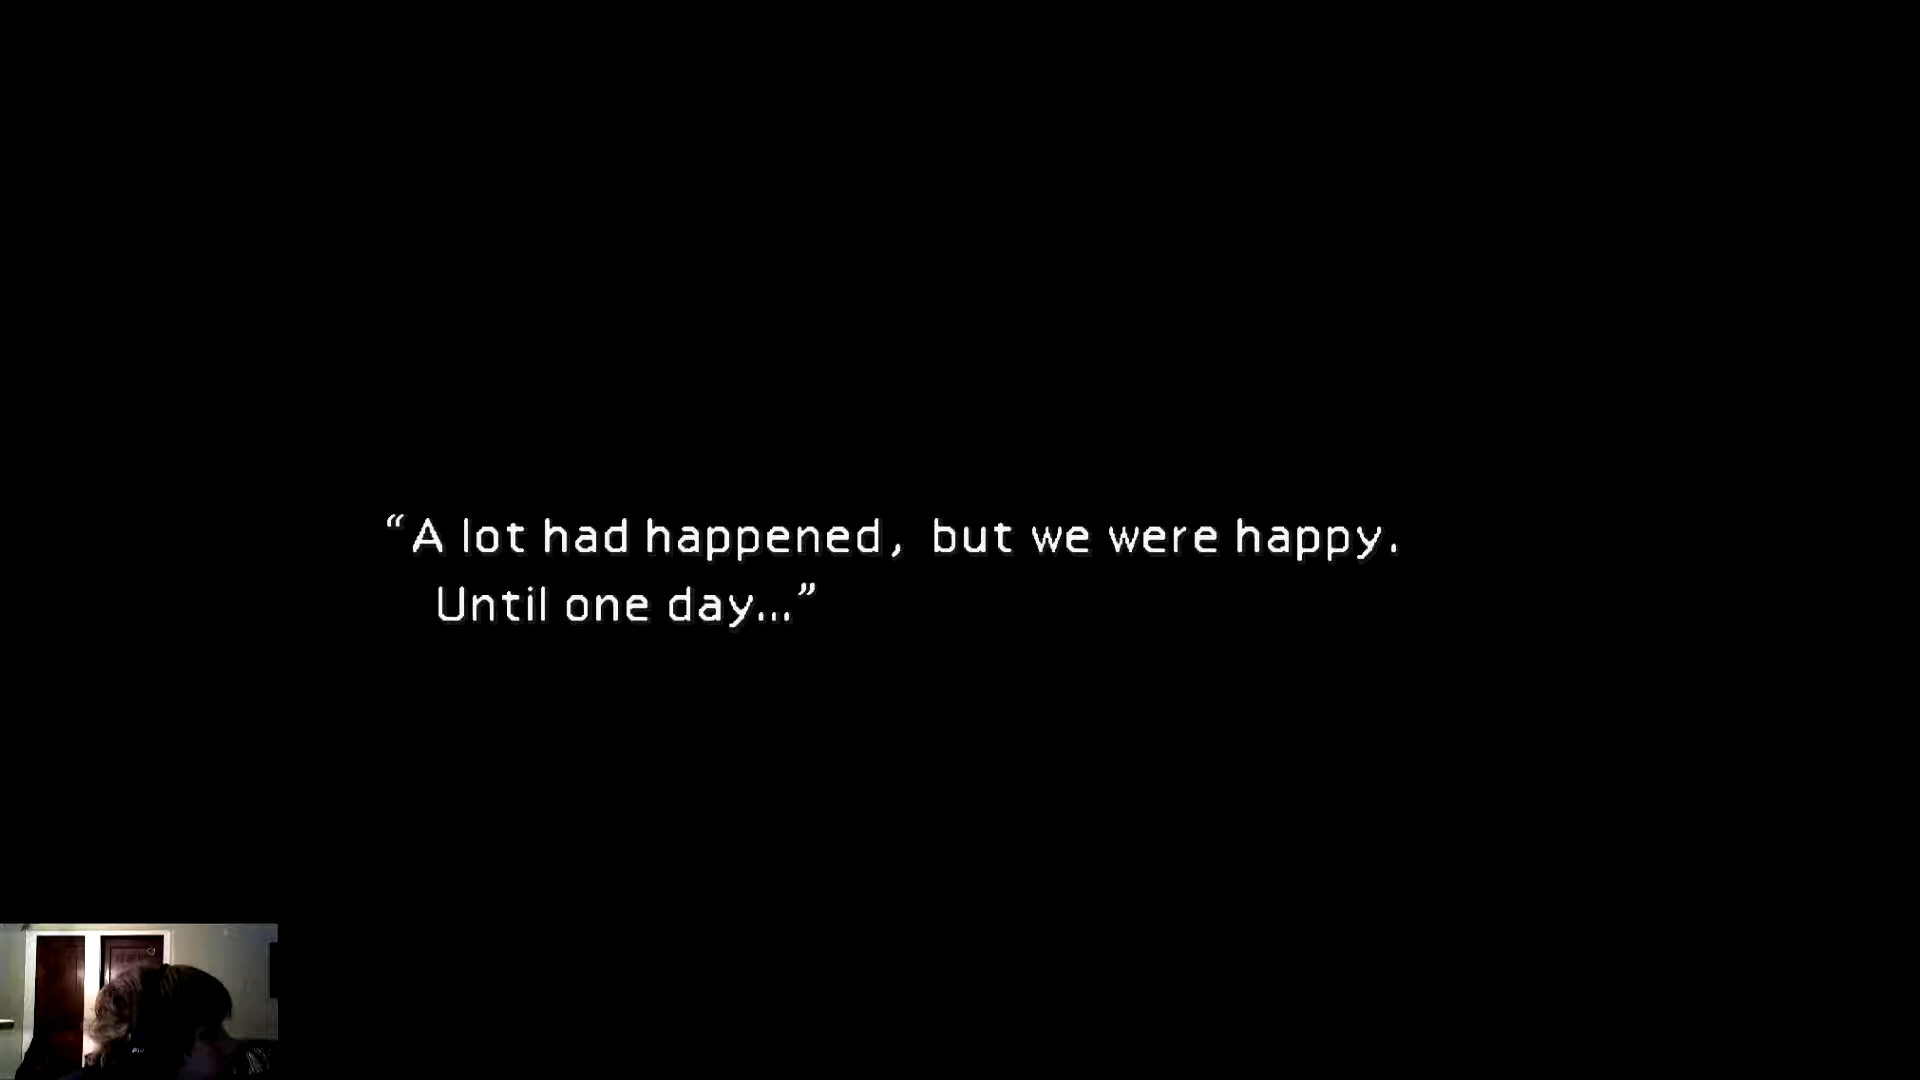 “A lot had happened, but we were happy.
Until one day...”